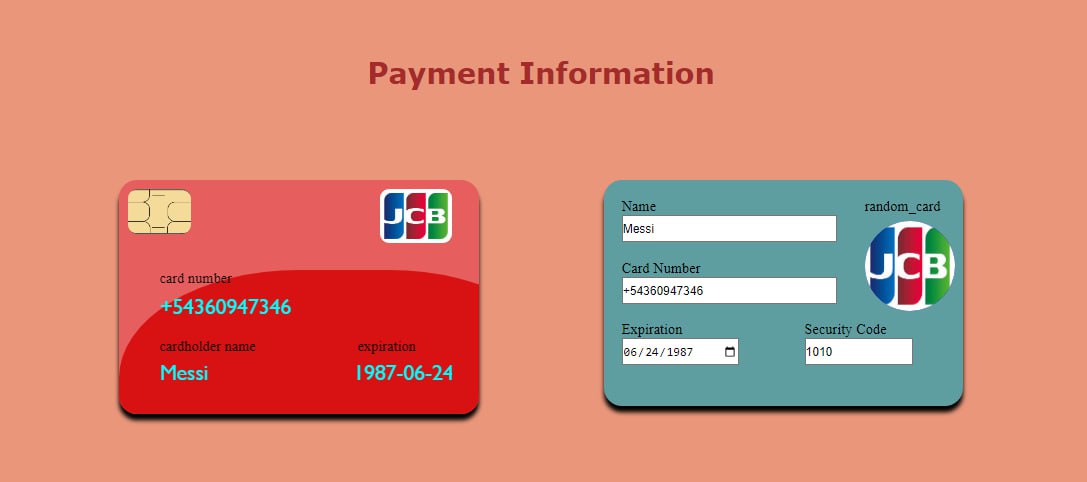 Payment Information
JCB
card number
+54360947346
cardholder name
expiration
Messi
1987-06-24
Name
random_card
Messi
JCB
Card Number
+54360947346
Expiration
Security Code
06/24/1987
1010